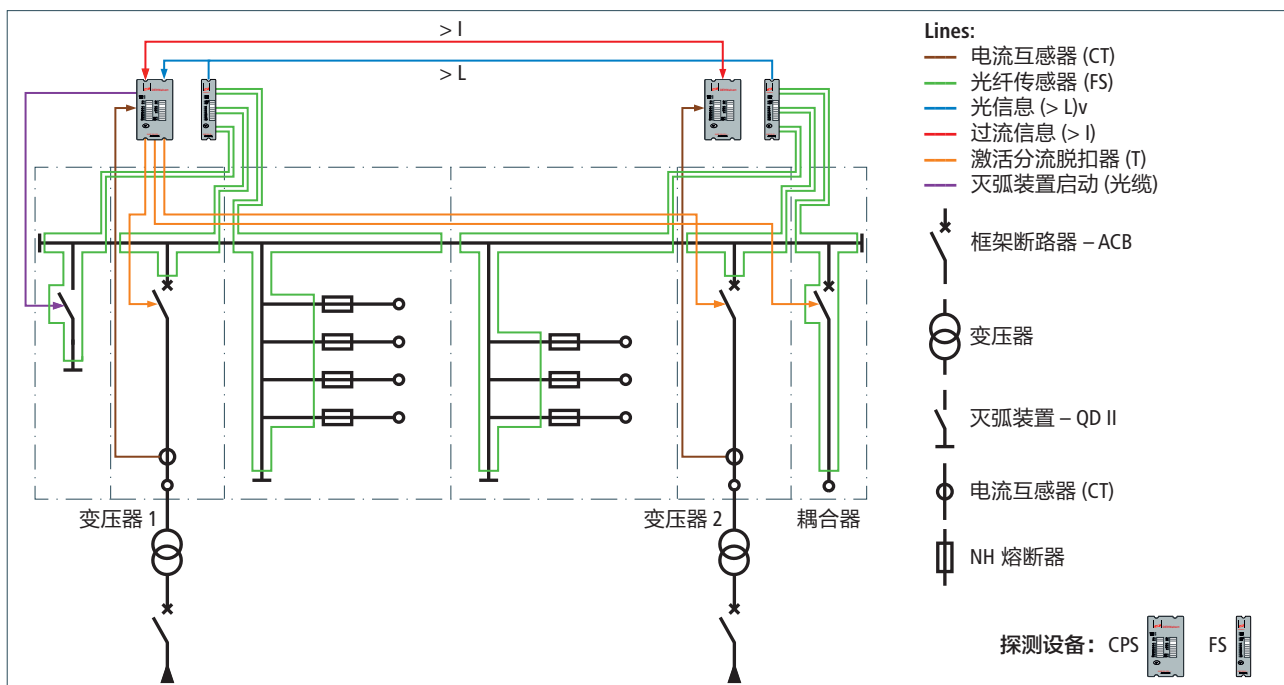 > I
> L
变压器 1
变压器 2
耦合器
Lines:
电流互感器 (CT)
光纤传感器 (FS)
光信息 (> L)v
过流信息 (> I)
激活分流脱扣器 (T)
灭弧装置启动 (光缆)
框架断路器 – ACB
变压器
灭弧装置 – QD II
电流互感器 (CT)
NH 熔断器
探测设备： CPS FS